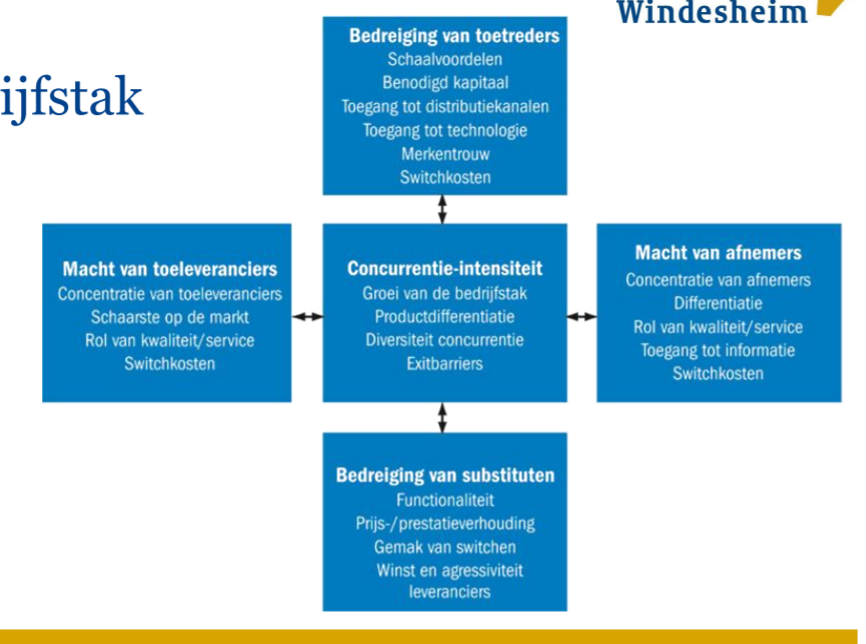 Windesheim
ijfstak
Bedreiging van toetreders
Schaalvoordelen
Benodigd kapitaal
Toegang tot distributiekanalen
Toegang tot technologie
Merkentrouw
Switchkosten
Macht van toeleveranciers
Concentratie van toeleveranciers
Schaarste op de markt
Rol van kwaliteit/service
Switchkosten
Concurrentie-intensiteit
Groei van de bedrijfstak
Productdifferentiatie
Diversiteit concurrentie
Exitbarriers
Macht van afnemers
Concentratie van afnemers
Differentiatie
Rol van kwaliteit/service
Toegang tot informatie
Switchkosten
Bedreiging van substituten
Functionaliteit
Prijs-/prestatieverhouding
Gemak van switchen
Winst en agressiviteit
leveranciers